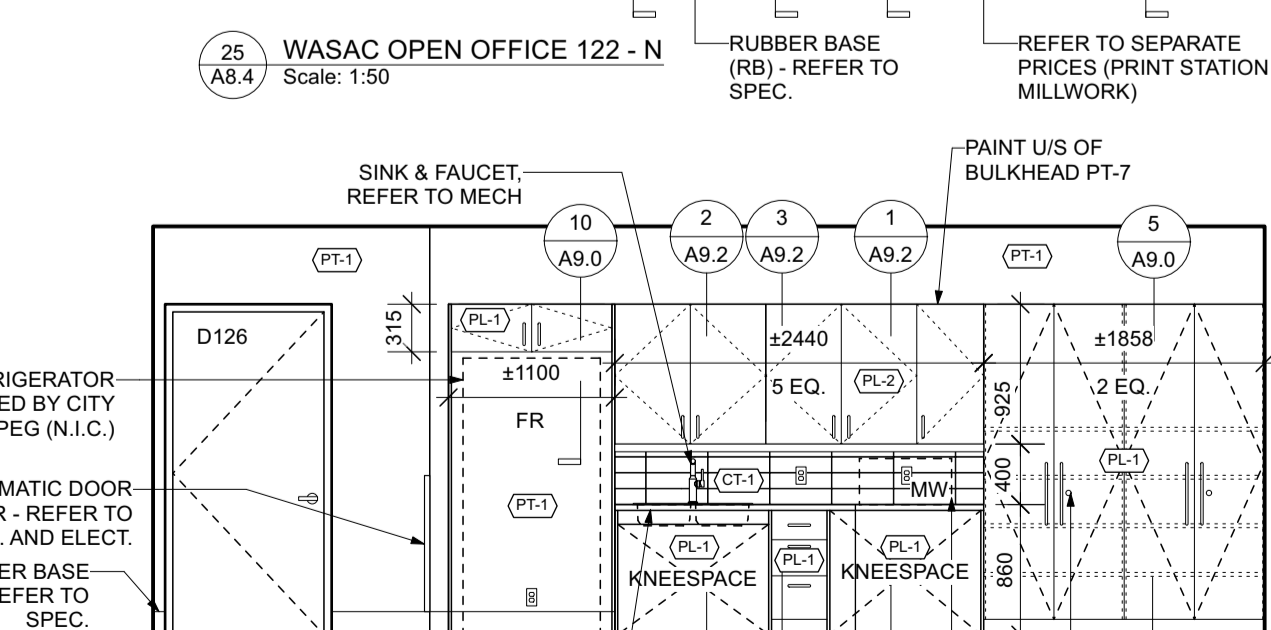 25
A8.4
WASAC OPEN OFFICE 122 - N
Scale: 1:50
RUBBER BASE
(RB) - REFER TO
SPEC.
REFER TO SEPARATE
PRICES (PRINT STATION
MILLWORK)
SINK & FAUCET,
REFER TO MECH
PAINT U/S OF
BULKHEAD PT-7
10
A9.0
2
A9.2
3
A9.2
1
A9.2
5
A9.0
PT-1
PT-1
D126
315
PL-1
±1100
FR
PT-1
±2440
5 EQ.
PL-2
±1858
2 EQ.
925
400
860
PL-1
CT-1
MW
PL-1
KNEESPACE
PL-1
PL-1
KNEESPACE
RIGERATOR
ED BY CITY
PEG (N.I.C.)
MATIC DOOR
R - REFER TO
. AND ELECT.
ER BASE
EFER TO
SPEC.